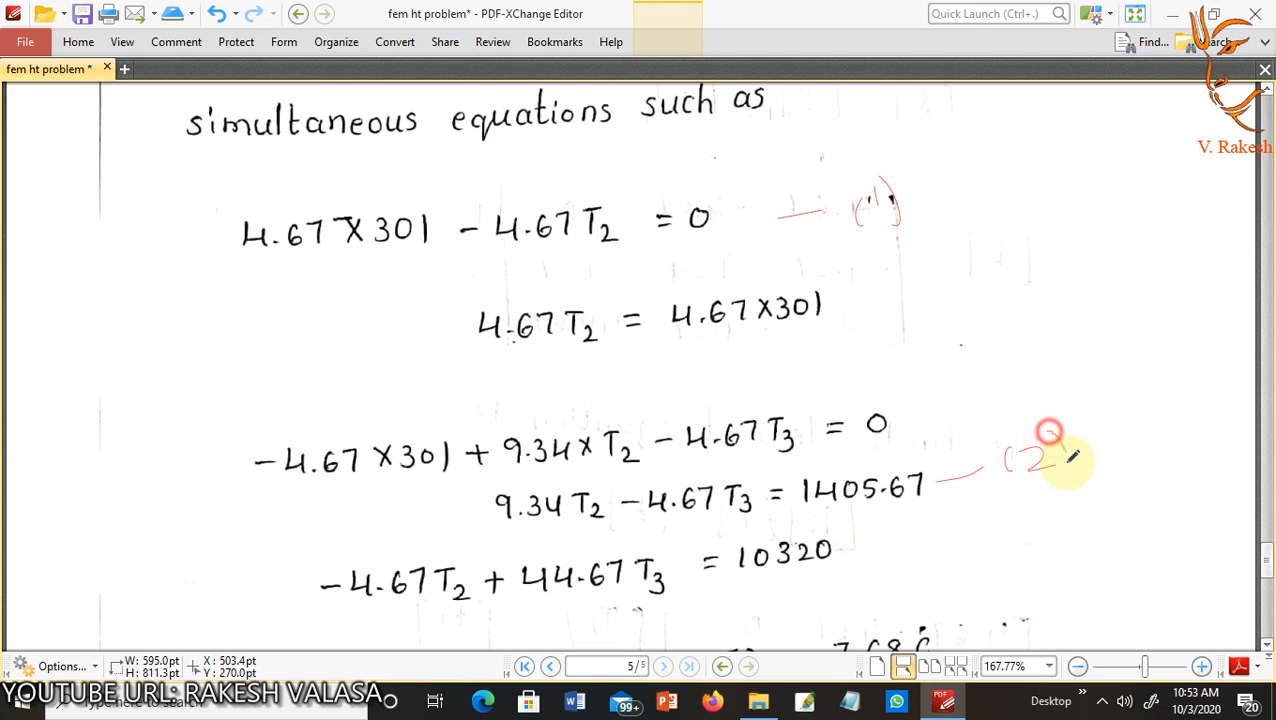 fem ht problem* - PDF-XChange Editor
Quick Launch (Ctrl+.)
File Home View Comment Protect Form Organize Convert Share Review Bookmarks Help Find...
fem ht problem *
V. Rakesh
simultaneous equations such as
4.67 X 301 - 4.67 T2 = 0 — (1)
4.67 T2 = 4.67 x 301
-4.67 X 301 + 9.34 x T2 - 4.67 T3 = 0
9.34 T2 - 4.67 T3 = 1405.67 — (2)
-4.67 T2 + 44.67 T3 = 10320
Options... W: 595.0pt X: 503.4pt 5/5 167.77%
H: 811.3pt Y: 270.0pt
YOUTUBE URL: RAKESH VALASA
99+ Desktop 10:53 AM
10/3/2020 20